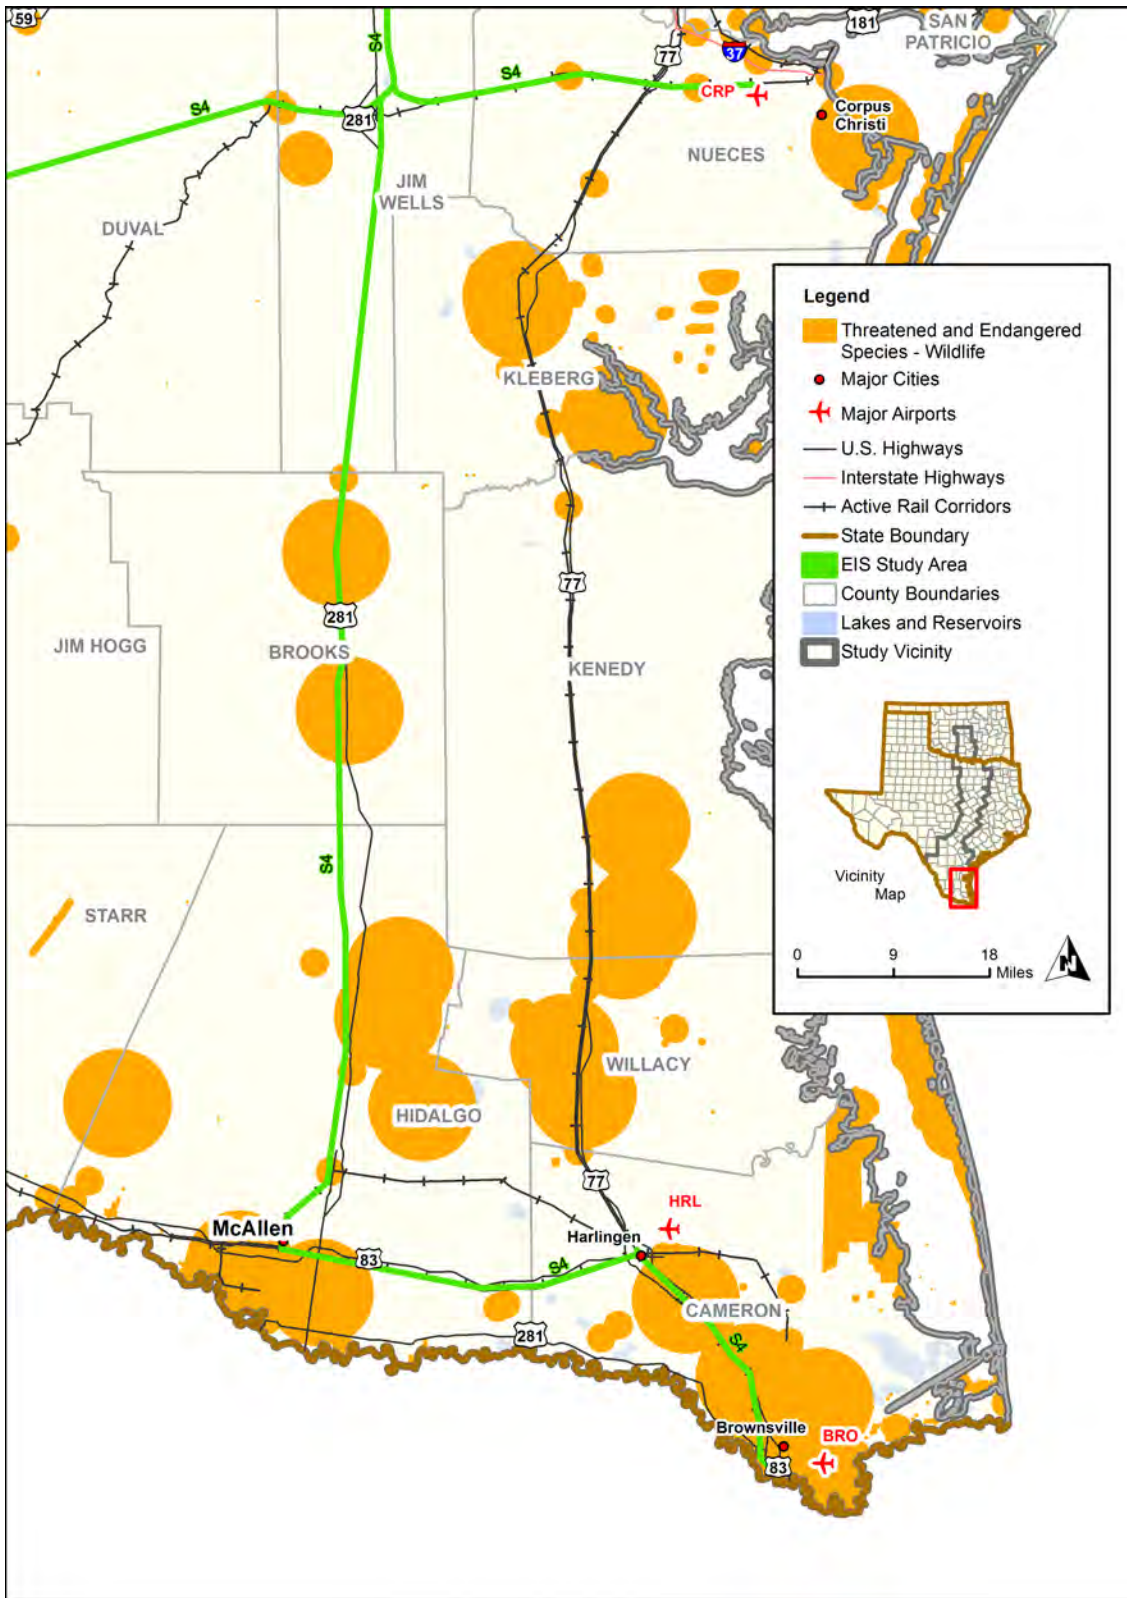 59
S4
77
37
181
SAN
PATRICIO
S4
S4
CRP
281
Corpus
Christi
NUECES
JIM
WELLS
DUVAL
KLEBERG
77
281
JIM HOGG
BROOKS
KENEDY
S4
STARR
WILLACY
HIDALGO
77
HRL
McAllen
Harlingen
83
S4
CAMERON
281
S4
Brownsville
BRO
83
Legend
Threatened and Endangered
Species - Wildlife
Major Cities
Major Airports
U.S. Highways
Interstate Highways
Active Rail Corridors
State Boundary
EIS Study Area
County Boundaries
Lakes and Reservoirs
Study Vicinity
Vicinity
Map
0 9 18
Miles
N